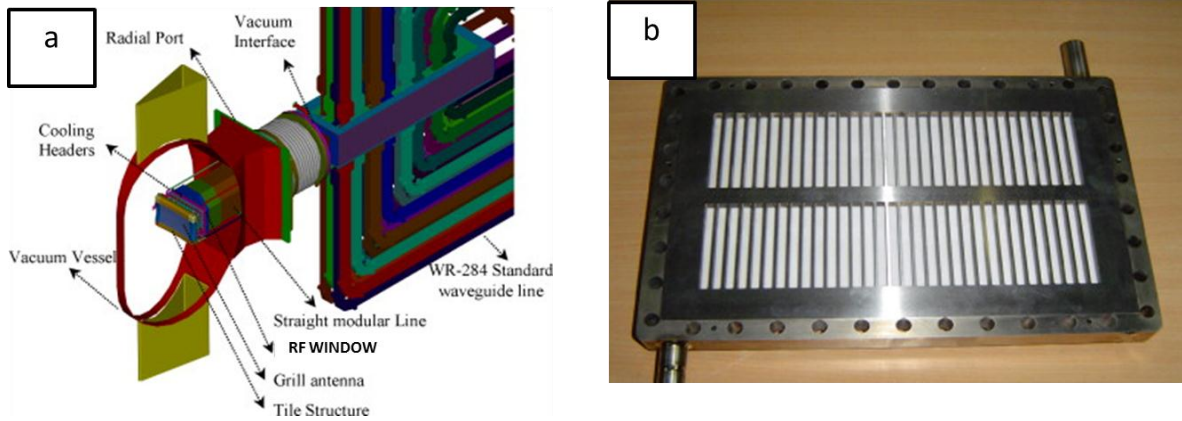 a
Radial Port
Vacuum
Interface
Cooling
Headers
Vacuum Vessel
WR-284 Standard
waveguide line
Straight modular Line
RF WINDOW
Grill antenna
Tile Structure
b